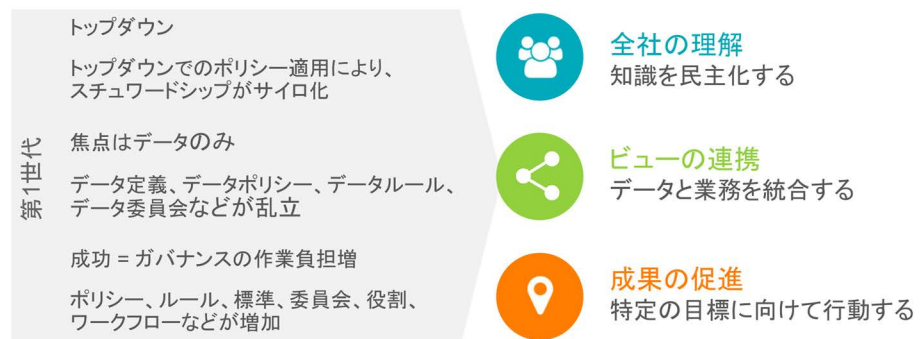 第1世代
トップダウン
トップダウンでのポリシー適用により、
スチュワードシップがサイロ化
焦点はデータのみ
データ定義、データポリシー、データルール、
データ委員会などが乱立
成功 = ガバナンスの作業負担増
ポリシー、ルール、標準、委員会、役割、
ワークフローなどが増加
全社の理解
知識を民主化する
ビューの連携
データと業務を統合する
成果の促進
特定の目標に向けて行動する